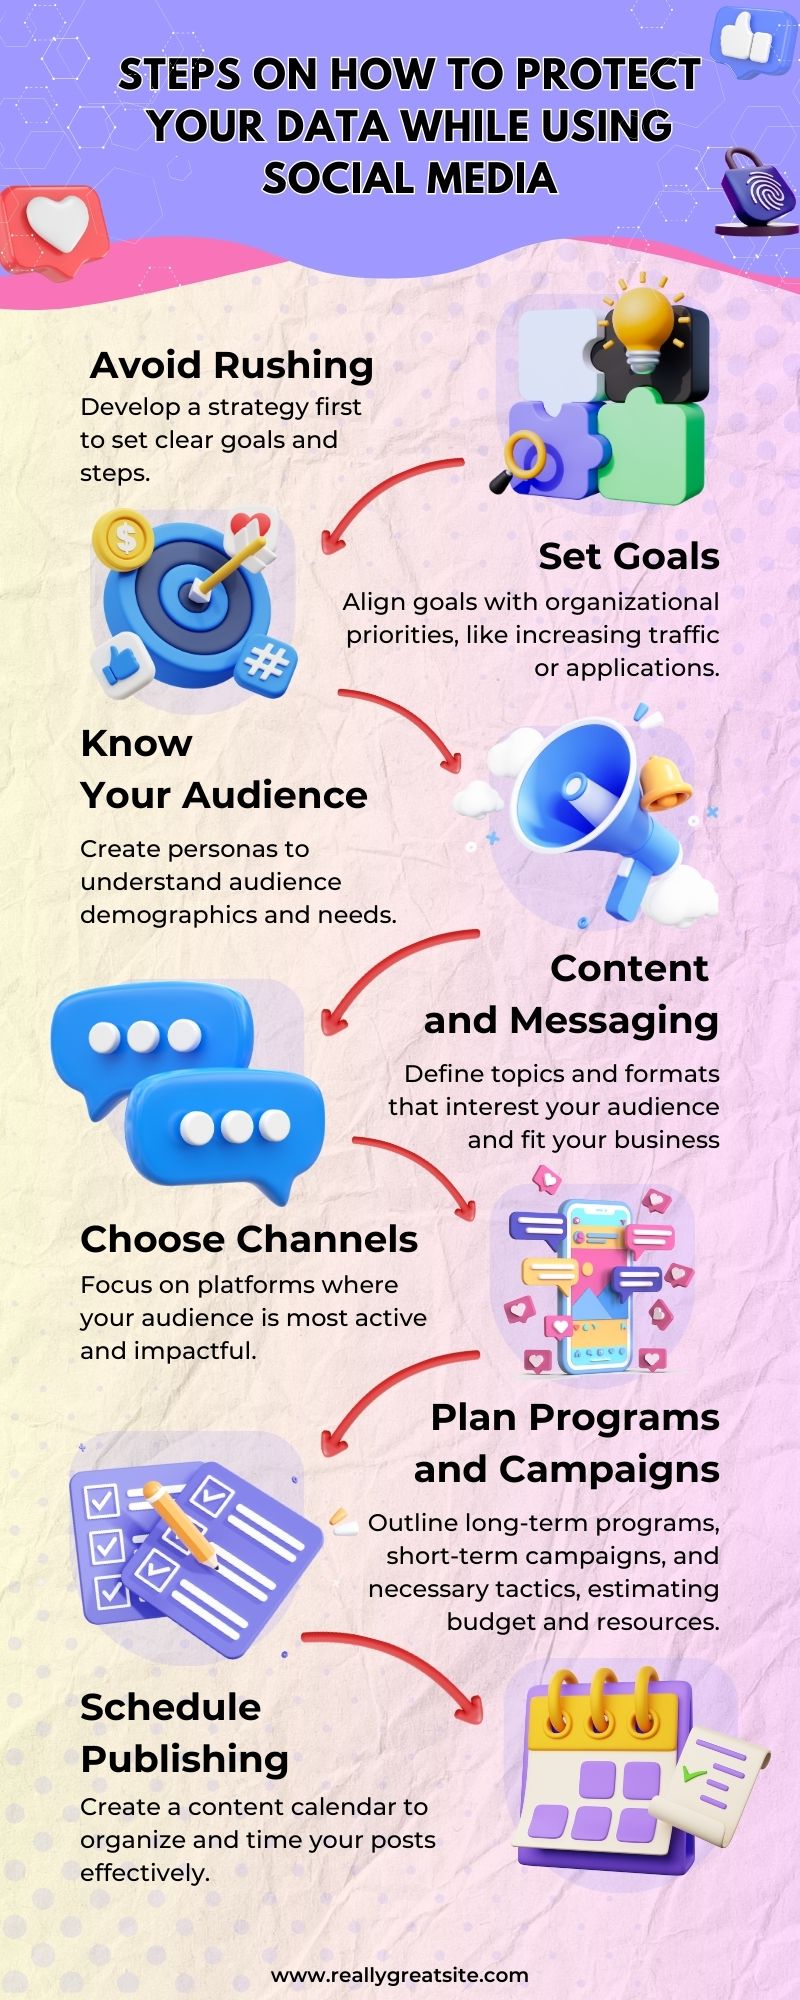 STEPS ON HOW TO PROTECT
YOUR DATA WHILE USING
SOCIAL MEDIA
Avoid Rushing
Develop a strategy first
to set clear goals and
steps.
Set Goals
Align goals with organizational
priorities, like increasing traffic
or applications.
Know
Your Audience
Create personas to
understand audience
demographics and needs.
Content
and Messaging
Define topics and formats
that interest your audience
and fit your business
Choose Channels
Focus on platforms where
your audience is most active
and impactful.
Plan Programs
and Campaigns
Outline long-term programs,
short-term campaigns, and
necessary tactics, estimating
budget and resources.
Schedule
Publishing
Create a content calendar to
organize and time your posts
effectively.
www.reallygreatsite.com